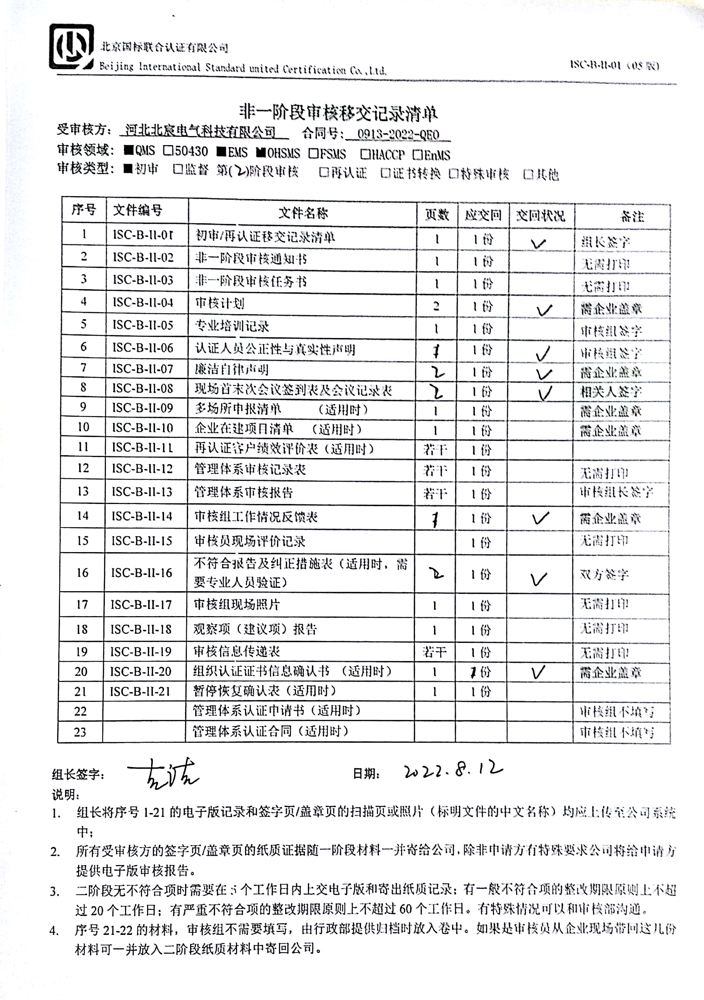 北京国标联合认证有限公司
Beijing International Standard united Certification Co.,Ltd.
ISC-B-II-01（05 版）
非一阶段审核移交记录清单
受审核方： 河北北宸电气科技有限公司 合同号： 0913-2022-QEO
审核领域：■QMS □50430 ■EMS ■OHSMS □FSMS □HACCP □EnMS
审核类型：■初审 □监督 第(2)阶段审核 □再认证 □证书转换 □特殊审核 □其他
序号 文件编号 文件名称 页数 应交回 交回状况 备注
1 ISC-B-II-01 初审/再认证移交记录清单 1 1 份 ✓ 组长签字
2 ISC-B-II-02 非一阶段审核通知书 1 1 份 无需打印
3 ISC-B-II-03 非一阶段审核任务书 1 1 份 无需打印
4 ISC-B-II-04 审核计划 2 1 份 ✓ 需企业盖章
5 ISC-B-II-05 专业培训记录 1 1 份 审核组签字
6 ISC-B-II-06 认证人员公正性与真实性声明 1 1 份 ✓ 审核组签字
7 ISC-B-II-07 廉洁自律声明 2 1 份 ✓ 需企业盖章
8 ISC-B-II-08 现场首末次会议签到表及会议记录表 2 1 份 ✓ 相关人签字
9 ISC-B-II-09 多场所申报清单 （适用时） 1 1 份 需企业盖章
10 ISC-B-II-10 企业在建项目清单 （适用时） 1 1 份 需企业盖章
11 ISC-B-II-11 再认证客户绩效评价表（适用时） 若干 1 份
12 ISC-B-II-12 管理体系审核记录表 若干 1 份 无需打印
13 ISC-B-II-13 管理体系审核报告 若干 1 份 审核组长签字
14 ISC-B-II-14 审核组工作情况反馈表 1 1 份 ✓ 需企业盖章
15 ISC-B-II-15 审核员现场评价记录 1 份 无需打印
16 ISC-B-II-16 不符合报告及纠正措施表（适用时，需
要专业人员验证） 2 1 份 ✓ 双方签字
17 ISC-B-II-17 审核组现场照片 1 1 份 无需打印
18 ISC-B-II-18 观察项（建议项）报告 1 1 份 无需打印
19 ISC-B-II-19 审核信息传递表 若干 1 份 无需打印
20 ISC-B-II-20 组织认证证书信息确认书 （适用时） 1 1份 ✓ 需企业盖章
21 ISC-B-II-21 暂停恢复确认表（适用时） 1 1 份
22 管理体系认证申请书（适用时） 审核组不填写
23 管理体系认证合同（适用时） 审核组不填写
组长签字： 日期： 2022.8.12
说明：
1. 组长将序号 1-21 的电子版记录和签字页/盖章页的扫描页或照片（标明文件的中文名称）均应上传至公司系统
中；
2. 所有受审核方的签字页/盖章页的纸质证据随一阶段材料一并寄给公司，除非申请方有特殊要求公司将给申请方
提供电子版审核报告。
3. 二阶段无不符合项时需要在 5 个工作日内上交电子版和寄出纸质记录；有一般不符合项的整改期限原则上不超
过 20 个工作日；有严重不符合项的整改期限原则上不超过 60 个工作日。有特殊情况可以和审核部沟通。
4. 序号 21-22 的材料，审核组不需要填写，由行政部提供归档时放入卷中。如果是审核员从企业现场带回这几份
材料可一并放入二阶段纸质材料中寄回公司。